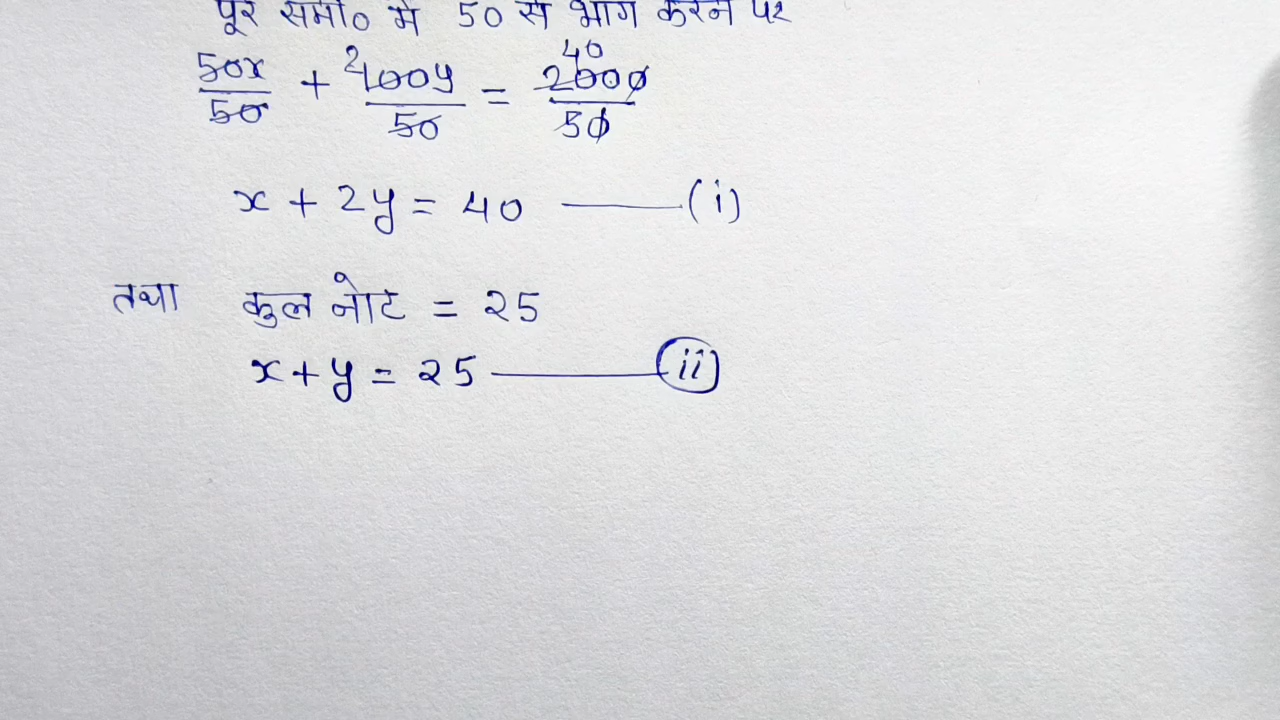 पूरे समी० में 50 से भाग करने पर
50x/50 + 100y/50 = 2000/50
2 40
x + 2y = 40 ——— (i)
तथा कुल नोट = 25
x + y = 25 ——— (ii)